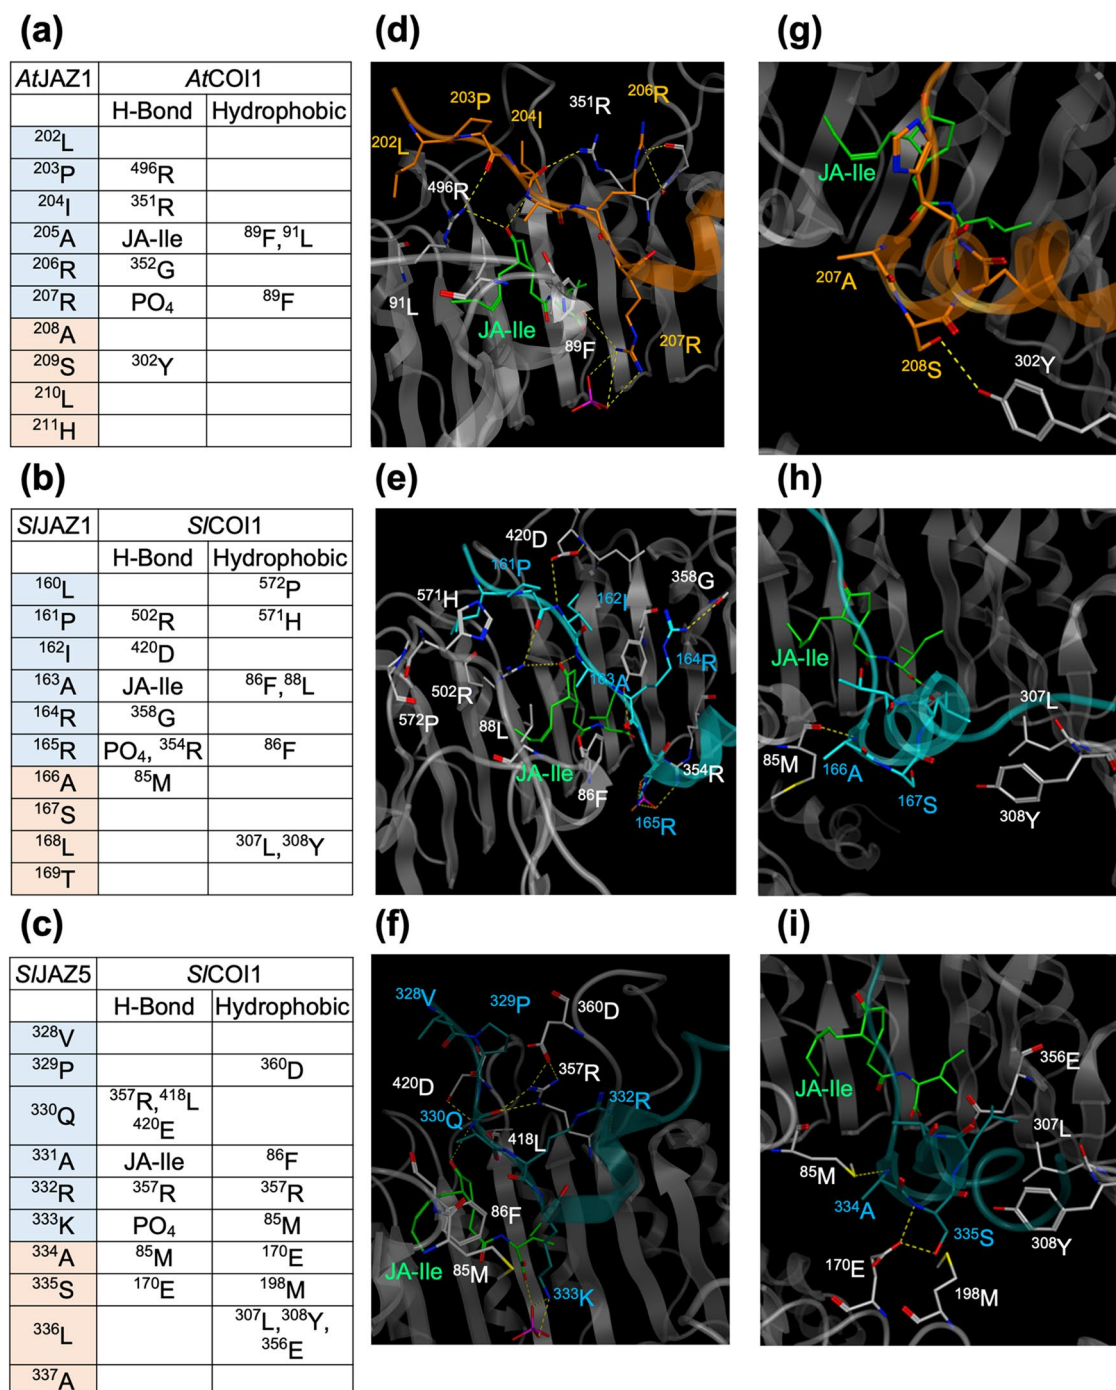 (a)
AtJAZ1 AtCOI1
H-Bond Hydrophobic
202L
203P 496R
204I 351R
205A JA-Ile 89F, 91L
206R 352G
207R PO4 89F
208A
209S 302Y
210L
211H
(d)
203P
206R
351R
204I
202L
496R
91L
JA-Ile
89F
207R
(g)
JA-Ile
207A
208S
302Y
(b)
SlJAZ1 SlCOI1
H-Bond Hydrophobic
160L 572P
161P 502R 571H
162I 420D
163A JA-Ile 86F, 88L
164R 358G
165R PO4, 354R 86F
166A 85M
167S
168L 307L, 308Y
169T
(e)
420D
161P
358G
571H
162I
164R
502R
163A
572P
88L
JA-Ile
86F
354R
165R
(h)
JA-Ile
307L
85M
166A
167S
308Y
(c)
SlJAZ5 SlCOI1
H-Bond Hydrophobic
328V
329P 360D
330Q 357R, 418L
420E
331A JA-Ile 86F
332R 357R 357R
333K PO4 85M
334A 85M 170E
335S 170E 198M
336L 307L, 308Y,
356E
337A
(f)
328V
329P
360D
357R
420D
332R
330Q
418L
86F
JA-Ile
85M
333K
(i)
356E
JA-Ile
307L
85M
334A
335S
308Y
170E
198M